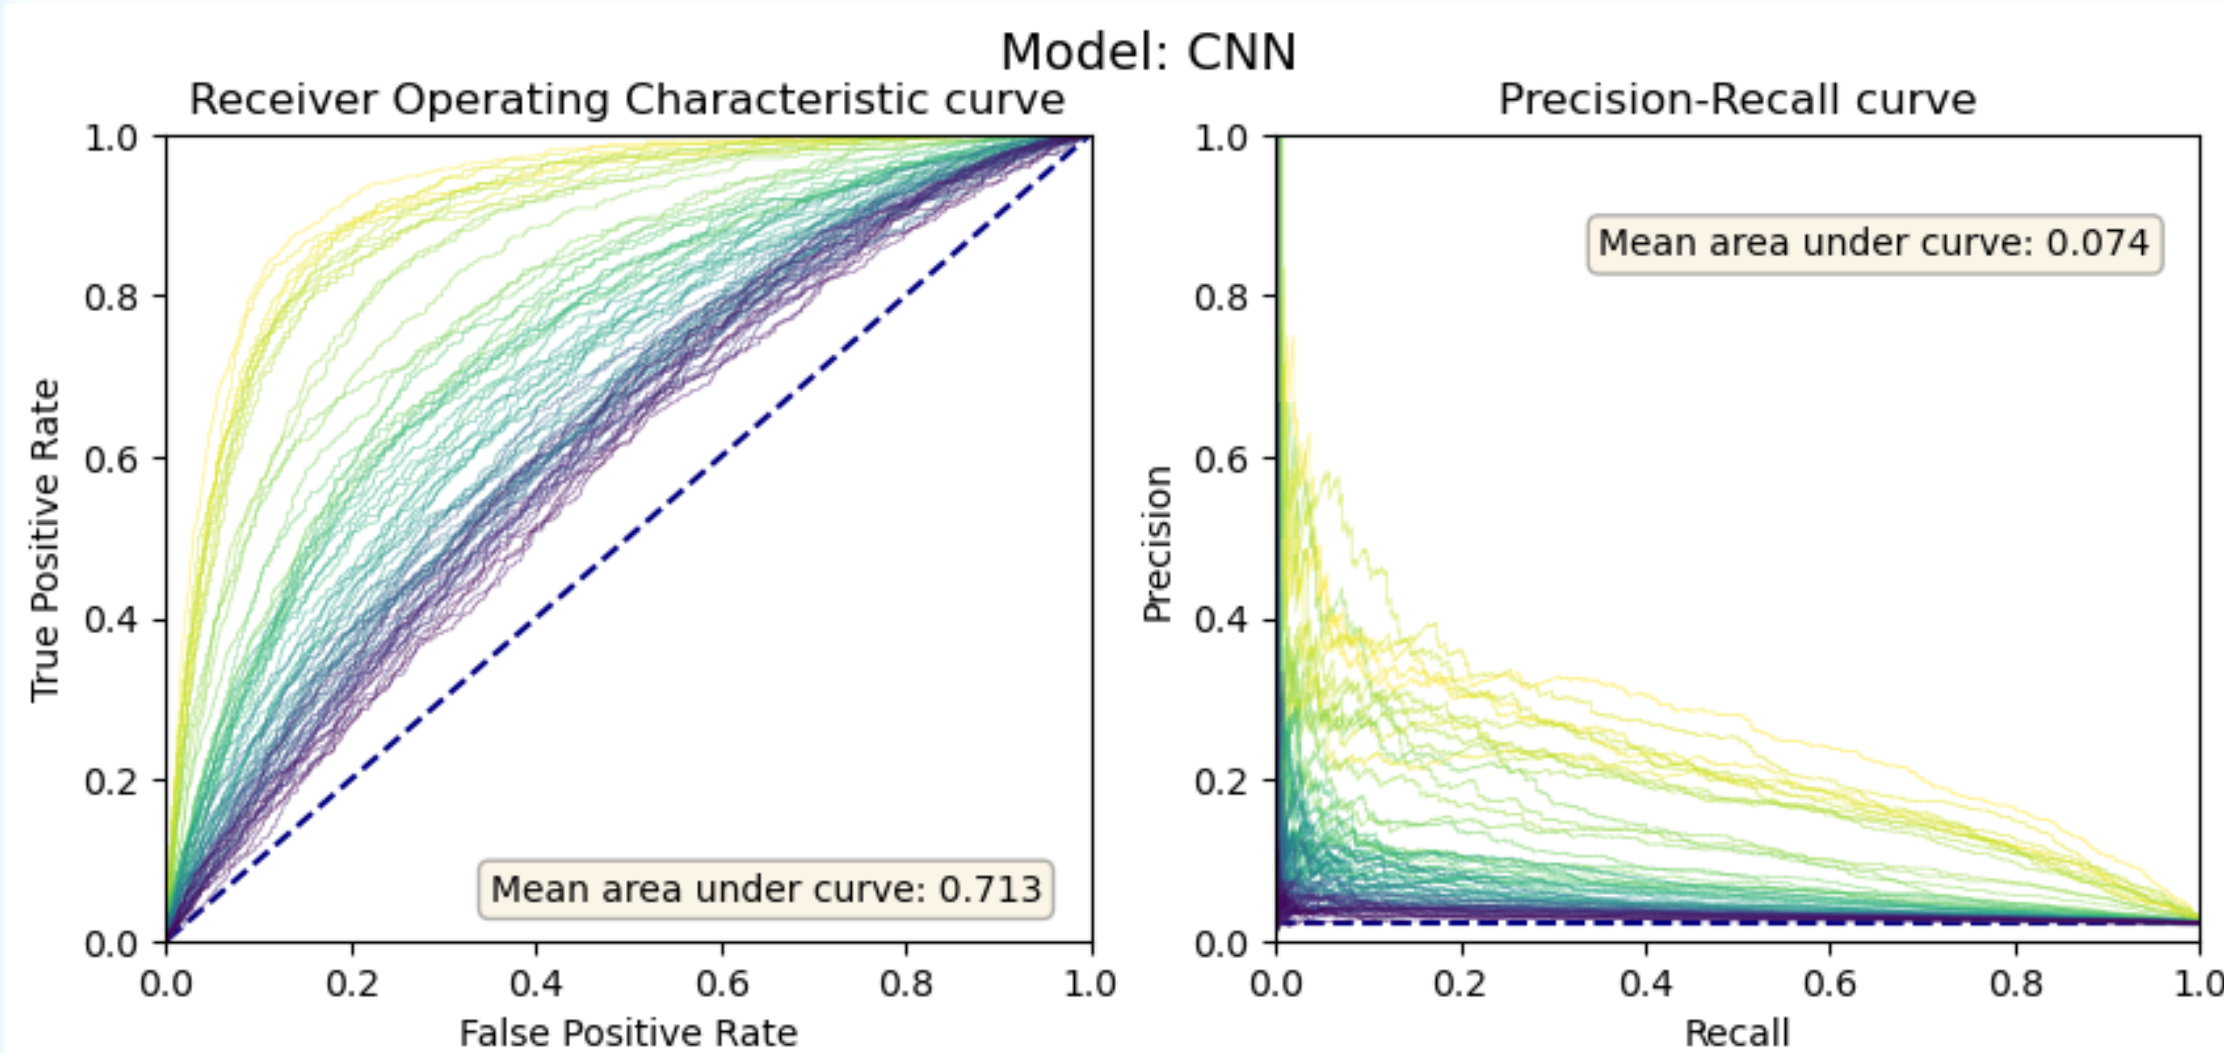 Model: CNN
Receiver Operating Characteristic curve
1.0
0.8
0.6
0.4
0.2
0.0
True Positive Rate
Mean area under curve: 0.713
0.0 0.2 0.4 0.6 0.8 1.0
False Positive Rate
Precision-Recall curve
1.0
0.8
0.6
0.4
0.2
0.0
Precision
Mean area under curve: 0.074
0.0 0.2 0.4 0.6 0.8 1.0
Recall